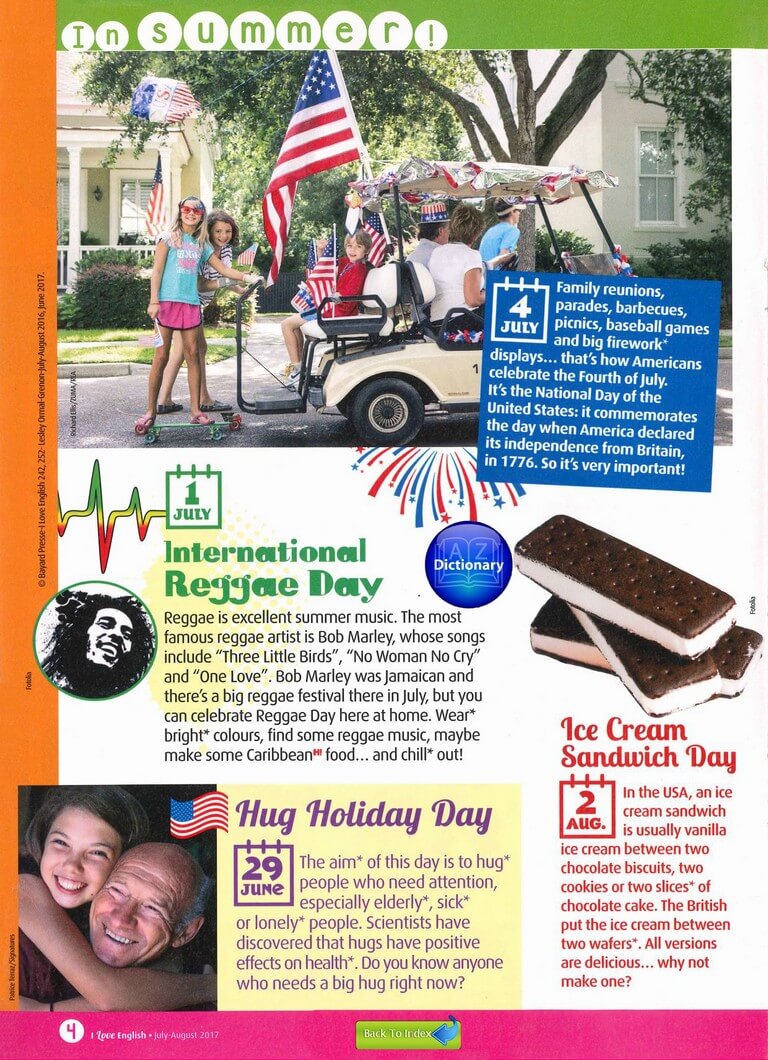 In summer!
4
JULY
Family reunions,
parades, barbecues,
picnics, baseball games
and big firework*
displays... that's how Americans
celebrate the Fourth of July.
It's the National Day of the
United States: it commemorates
the day when America declared
its independence from Britain,
in 1776. So it's very important!
Richard Ellis/ZUMA/REA
© Bayard Presse-I Love English 242, 252- Lesley Ormal-Grenon-July-August 2016, June 2017.
1
JULY
International
Reggae Day
Reggae is excellent summer music. The most
famous reggae artist is Bob Marley, whose songs
include "Three Little Birds", "No Woman No Cry"
and "One Love". Bob Marley was Jamaican and
there's a big reggae festival there in July, but you
can celebrate Reggae Day here at home. Wear*
bright* colours, find some reggae music, maybe
make some Caribbean food... and chill* out!
Fotolia
A Z
Dictionary
Fotolia
Ice Cream
Sandwich Day
2
AUG.
In the USA, an ice
cream sandwich
is usually vanilla
ice cream between two
chocolate biscuits, two
cookies or two slices* of
chocolate cake. The British
put the ice cream between
two wafers*. All versions
are delicious... why not
make one?
Hug Holiday Day
29
JUNE
The aim* of this day is to hug*
people who need attention,
especially elderly*, sick*
or lonely* people. Scientists have
discovered that hugs have positive
effects on health*. Do you know anyone
who needs a big hug right now?
4 I Love English • July-August 2017
Back To Index